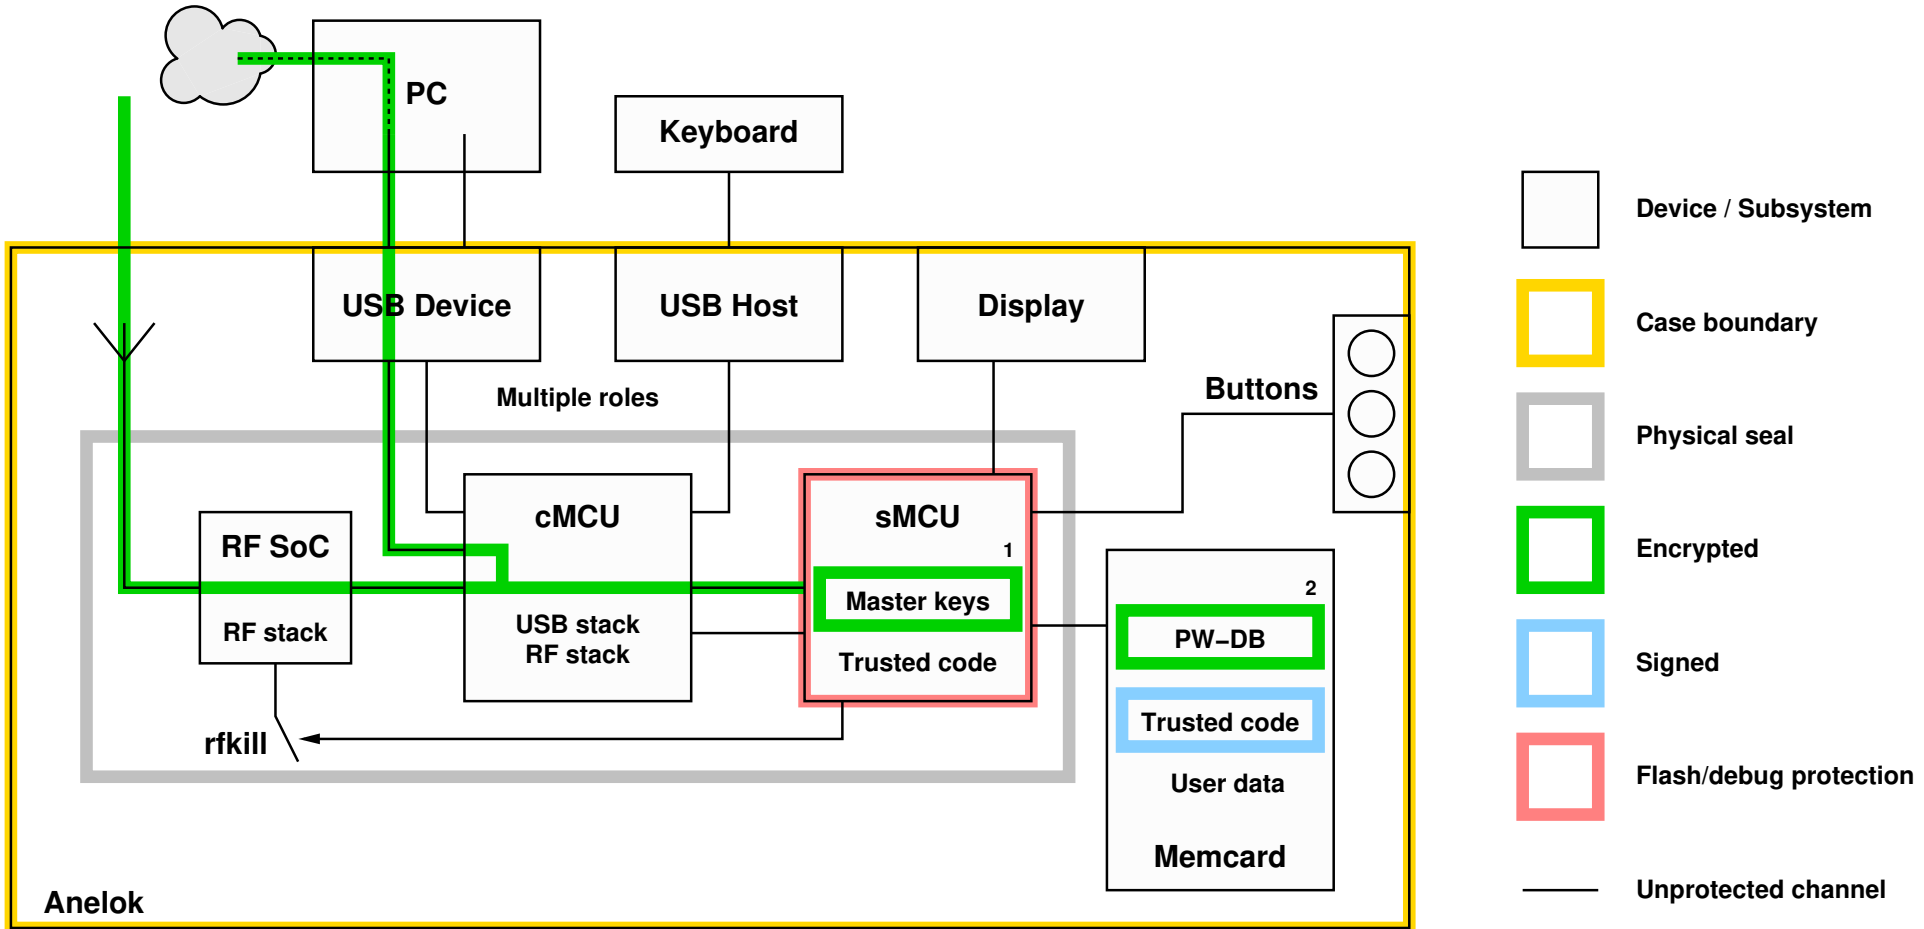 PC
Keyboard
USB Device
USB Host
Display
Multiple roles
Buttons
cMCU
sMCU
RF SoC
1
Master keys
2
USB stack
RF stack
RF stack
PW–DB
Trusted code
Trusted code
rfkill
User data
Memcard
Anelok
Device / Subsystem
Case boundary
Physical seal
Encrypted
Signed
Flash/debug protection
Unprotected channel